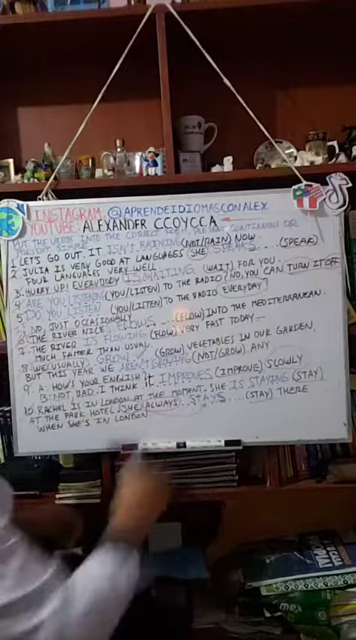 INSTAGRAM: @APRENDEIDIOMASCONALEX
YOUTUBE: ALEXANDER CCOYCCA
PUT THE VERB INTO THE CORRECT FORM, CONTINUOUS OR
SIMPLE
1. LET'S GO OUT. IT ISN'T RAINING (NOT/RAIN) NOW
2. JULIA IS VERY GOOD AT LANGUAGES (SHE SPEAKS .... (SPEAK)
FOUR LANGUAGES VERY WELL
3. HURRY UP! EVERYBODY IS WAITING (WAIT) FOR YOU
4. ARE YOU LISTENING (YOU/LISTEN) TO THE RADIO? NO, YOU CAN TURN IT OFF
5. DO YOU LISTEN (YOU/LISTEN) TO THE RADIO EVERYDAY?
NO, JUST OCCASIONALLY
6. THE RIVER NILE FLOWS .... (FLOW) INTO THE MEDITERRANEAN.
7. THE RIVER IS FLOWING (FLOW) VERY FAST TODAY
MUCH FASTER THAN USUAL
8. WE USUALLY GROW (GROW) VEGETABLES IN OUR GARDEN,
BUT THIS YEAR WE AREN'T GROWING (NOT/GROW) ANY
9. A: HOW'S YOUR ENGLISH?
B: NOT, DAD. I THINK it IMPROVES (IMPROVE) SLOWLY
10. RACHEL IS IN LONDON AT THE MOMENT. SHE IS STAYING (STAY)
AT THE PARK HOTEL (SHE ALWAYS .. STAYS .... (STAY) THERE
WHEN SHE'S IN LONDON